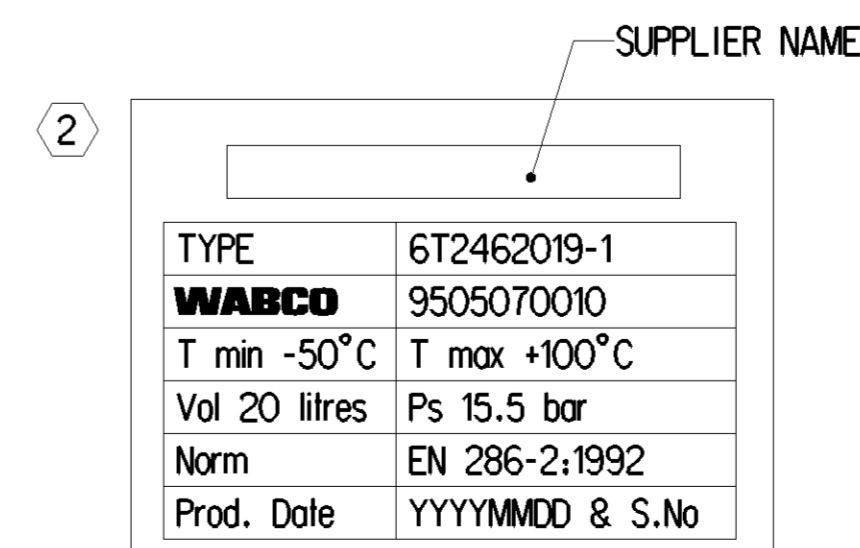 SUPPLIER NAME
2
TYPE 6T2462019-1
WABCO 9505070010
T min -50°C T max +100°C
Vol 20 litres Ps 15.5 bar
Norm EN 286-2:1992
Prod. Date YYYYMMDD & S.No